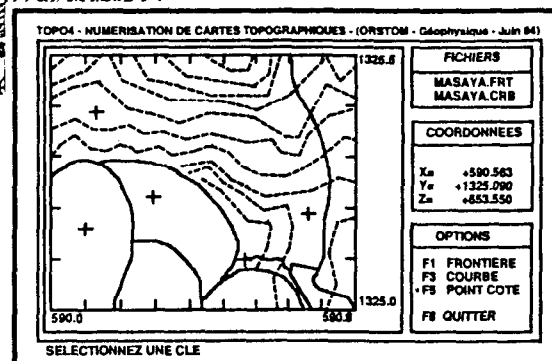 TOPO4 - NUMERISATION DE CARTES TOPOGRAPHIQUES - (ORSTOM - Géophysique - Juin 84)
1325.5
1325.0
590.0
590.5
FICHIERS
MASAYA.FRT
MASAYA.CRB
COORDONNEES
X= +590.563
Y= +1325.090
Z= +553.550
OPTIONS
F1 FRONTIERE
F3 COURBE
F5 POINT COTE
F8 QUITTER
SELECTIONNEZ UNE CLE